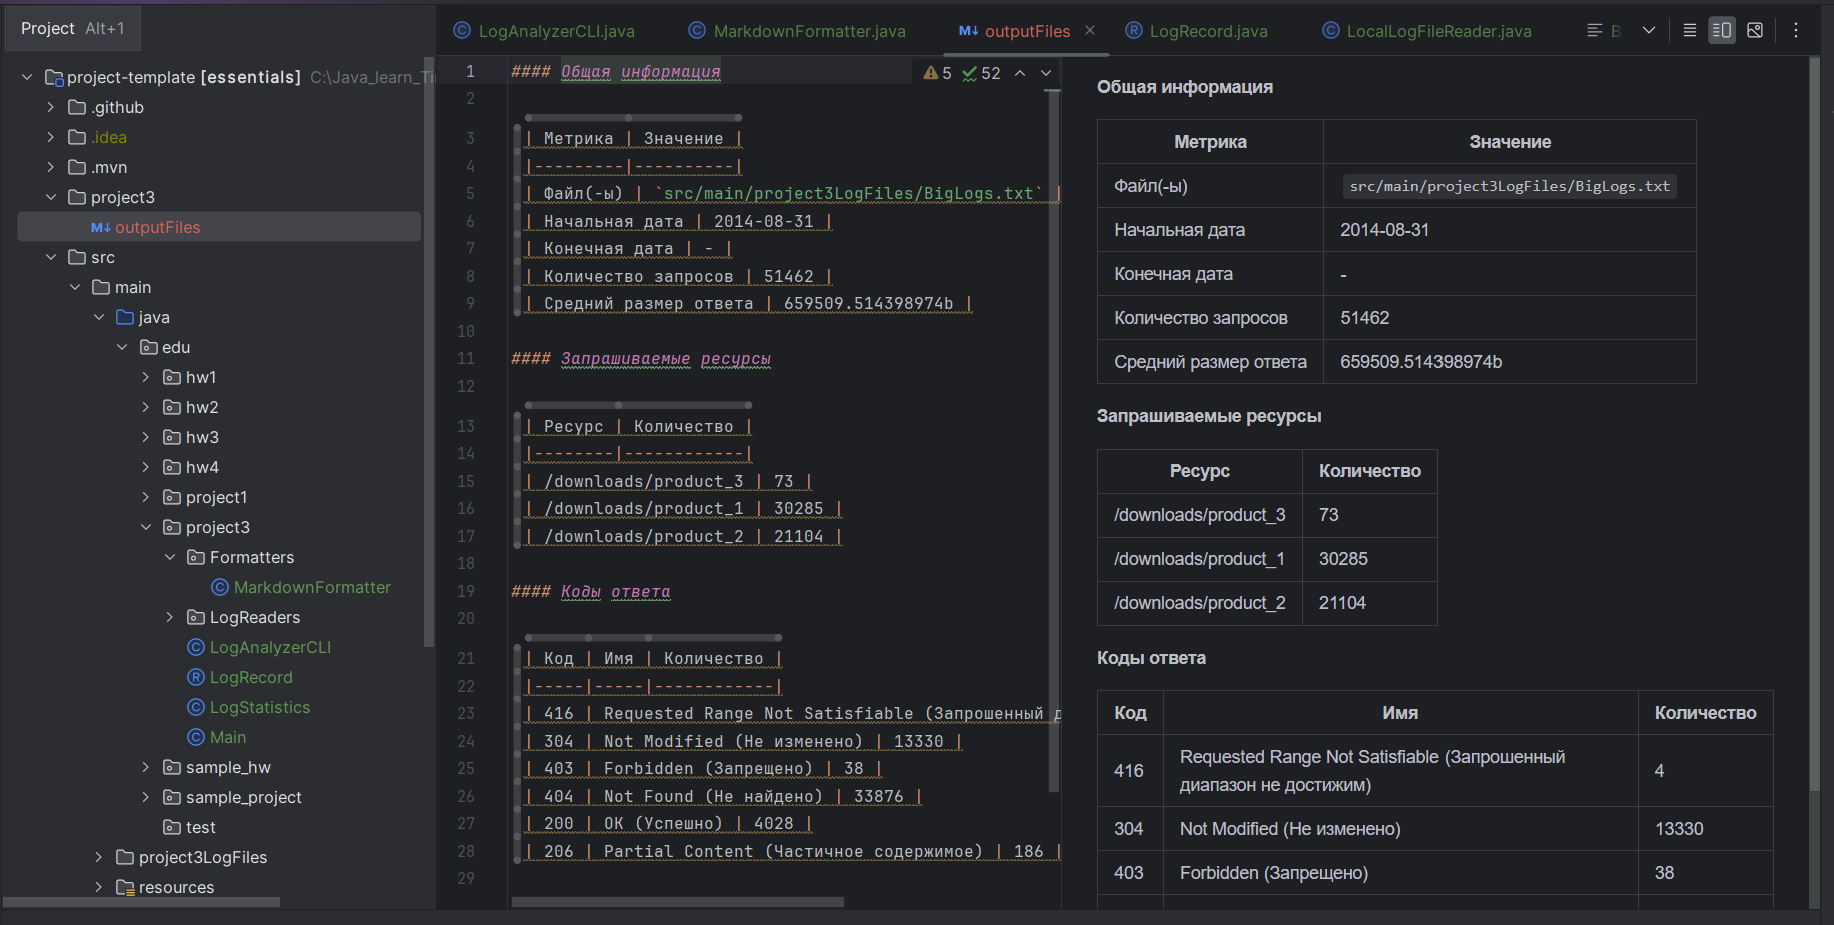 Project Alt+1
LogAnalyzerCLI.java
MarkdownFormatter.java
M↓ outputFiles
LogRecord.java
LocalLogFileReader.java
project-template [essentials] C:\Java_learn_Ti
.github
.idea
.mvn
project3
M↓ outputFiles
src
main
java
edu
hw1
hw2
hw3
hw4
project1
project3
Formatters
MarkdownFormatter
LogReaders
LogAnalyzerCLI
LogRecord
LogStatistics
Main
sample_hw
sample_project
test
project3LogFiles
resources
5 52
1 #### Общая информация
2
3 | Метрика | Значение |
4 |---------|----------|
5 | Файл(-ы) | `src/main/project3LogFiles/BigLogs.txt` |
6 | Начальная дата | 2014-08-31 |
7 | Конечная дата | - |
8 | Количество запросов | 51462 |
9 | Средний размер ответа | 659509.514398974b |
10
11 #### Запрашиваемые ресурсы
12
13 | Ресурс | Количество |
14 |--------|------------|
15 | /downloads/product_3 | 73 |
16 | /downloads/product_1 | 30285 |
17 | /downloads/product_2 | 21104 |
18
19 #### Коды ответа
20
21 | Код | Имя | Количество |
22 |-----|-----|------------|
23 | 416 | Requested Range Not Satisfiable (Запрошенный д
24 | 304 | Not Modified (Не изменено) | 13330 |
25 | 403 | Forbidden (Запрещено) | 38 |
26 | 404 | Not Found (Не найдено) | 33876 |
27 | 200 | OK (Успешно) | 4028 |
28 | 206 | Partial Content (Частичное содержимое) | 186 |
29
Общая информация
Метрика Значение
Файл(-ы) src/main/project3LogFiles/BigLogs.txt
Начальная дата 2014-08-31
Конечная дата -
Количество запросов 51462
Средний размер ответа 659509.514398974b
Запрашиваемые ресурсы
Ресурс Количество
/downloads/product_3 73
/downloads/product_1 30285
/downloads/product_2 21104
Коды ответа
Код Имя Количество
416 Requested Range Not Satisfiable (Запрошенный
диапазон не достижим) 4
304 Not Modified (Не изменено) 13330
403 Forbidden (Запрещено) 38